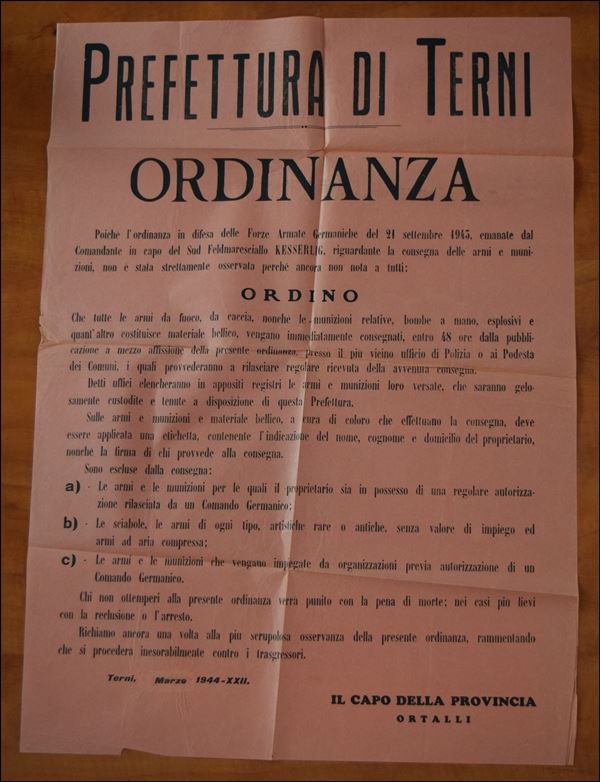 PREFETTURA DI TERNI
ORDINANZA
Poiche l'ordinanza in difesa delle Forze Armate Germaniche del 21 settembre 1943, emanate dal
Comandante in capo del Sud Feldmaresciallo KESSERLIG, riguardante la consegna delle armi e muni-
zioni, non è stata strettamente osservata perchè ancora non nota a tutti;
ORDINO
Che tutte le armi da fuoco, da caccia, nonche le munizioni relative, bombe a mano, esplosivi e
quant'altro costituisce materiale bellico, vengano immediatamente consegnati, entro 48 ore dalla pubbli-
cazione a mezzo affissione della presente ordinanza, presso il piu vicino ufficio di Polizia o ai Podesta
dei Comuni, i quali provvederanno a rilasciare regolare ricevuta della avvenuta consegna.
Detti uffici elencheranno in appositi registri le armi e munizioni loro versate, che saranno gelo-
samente custodite e tenute a disposizione di questa Prefettura.
Sulle armi e munizioni e materiale bellico, a cura di coloro che effettuano la consegna, deve
essere applicata una etichetta, contenente l'indicazione del nome, cognome e domicilio del proprietario,
nonche la firma di chi provvede alla consegna.
Sono escluse dalla consegna:
a) - Le armi e le munizioni per le quali il proprietario sia in possesso di una regolare autorizza-
zione rilasciata da un Comando Germanico;
b) - Le sciabole, le armi di ogni tipo, artistiche rare o antiche, senza valore di impiego ed
armi ad aria compressa;
c) - Le armi e le munizioni che vengano impiegate da organizzazioni previa autorizzazione di un
Comando Germanico.
Chi non ottemperi alla presente ordinanza verra punito con la pena di morte; nei casi più lievi
con la reclusione o l'arresto.
Richiamo ancora una volta alla più scrupolosa osservanza della presente ordinanza, rammentando
che si procederà inesorabilmente contro i trasgressori.
Terni, Marzo 1944-XXII.
IL CAPO DELLA PROVINCIA
ORTALLI